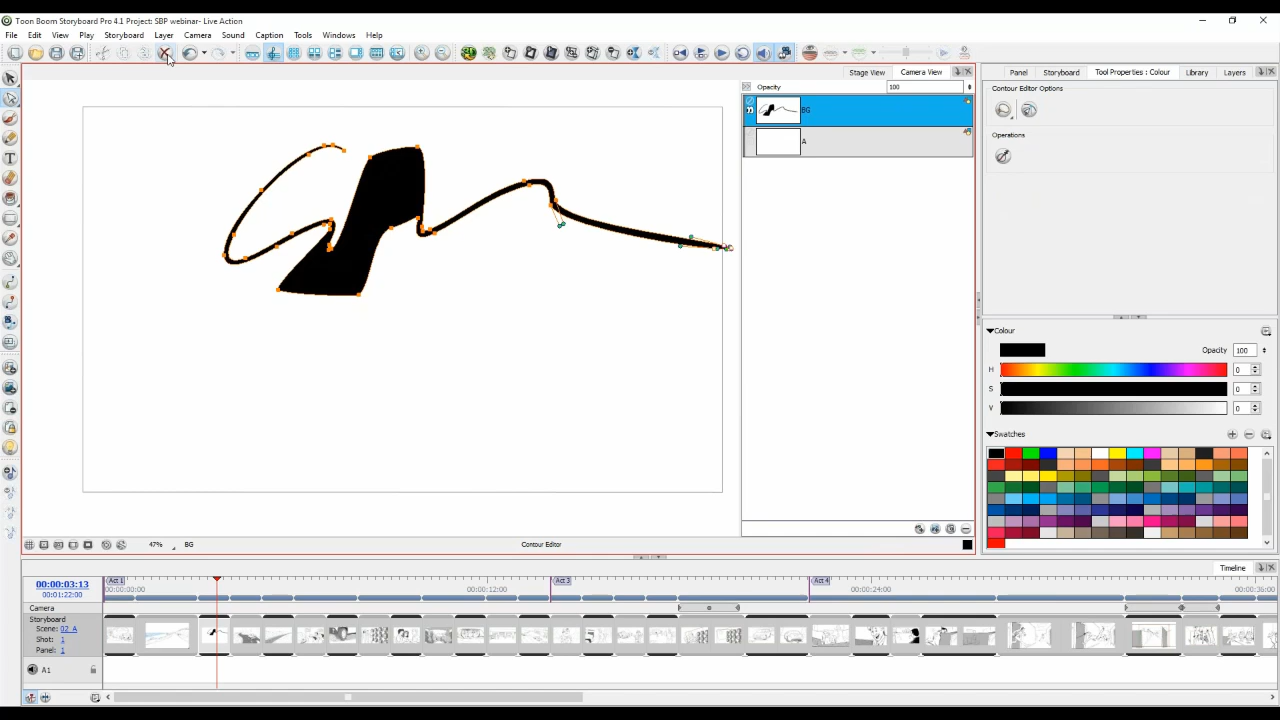 Toon Boom Storyboard Pro 4.1 Project: SBP webinar- Live Action
File Edit View Play Storyboard Layer Camera Sound Caption Tools Windows Help
Stage View Camera View
Panel Storyboard Tool Properties : Colour Library Layers
Opacity 100
Contour Editor Options
BG
Operations
A
Colour
Opacity 100
H 0
S 0
V 0
Swatches
47% BG Contour Editor
Timeline
00:00:03:13
00:01:22:00
Act 1 Act 3 Act 4
00:00:00:00 00:00:12:00 00:00:24:00 00:00:36:00
Camera
Storyboard
Scene: 02_A
Shot: 1
Panel: 1
A1